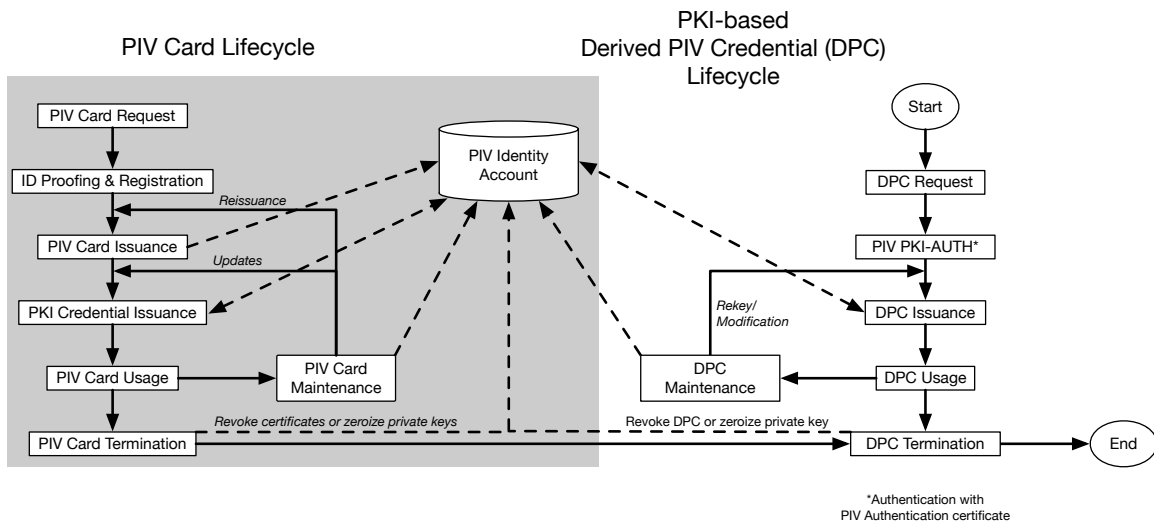 PIV Card Lifecycle
PKI-based
Derived PIV Credential (DPC)
Lifecycle
PIV Card Request
ID Proofing & Registration
Reissuance
PIV Card Issuance
Updates
PKI Credential Issuance
PIV Card Usage
PIV Card
Maintenance
Revoke certificates or zeroize private keys
PIV Card Termination
PIV Identity
Account
Start
DPC Request
PIV PKI-AUTH*
Rekey/
Modification
DPC Issuance
DPC
Maintenance
DPC Usage
Revoke DPC or zeroize private key
DPC Termination
End
*Authentication with
PIV Authentication certificate